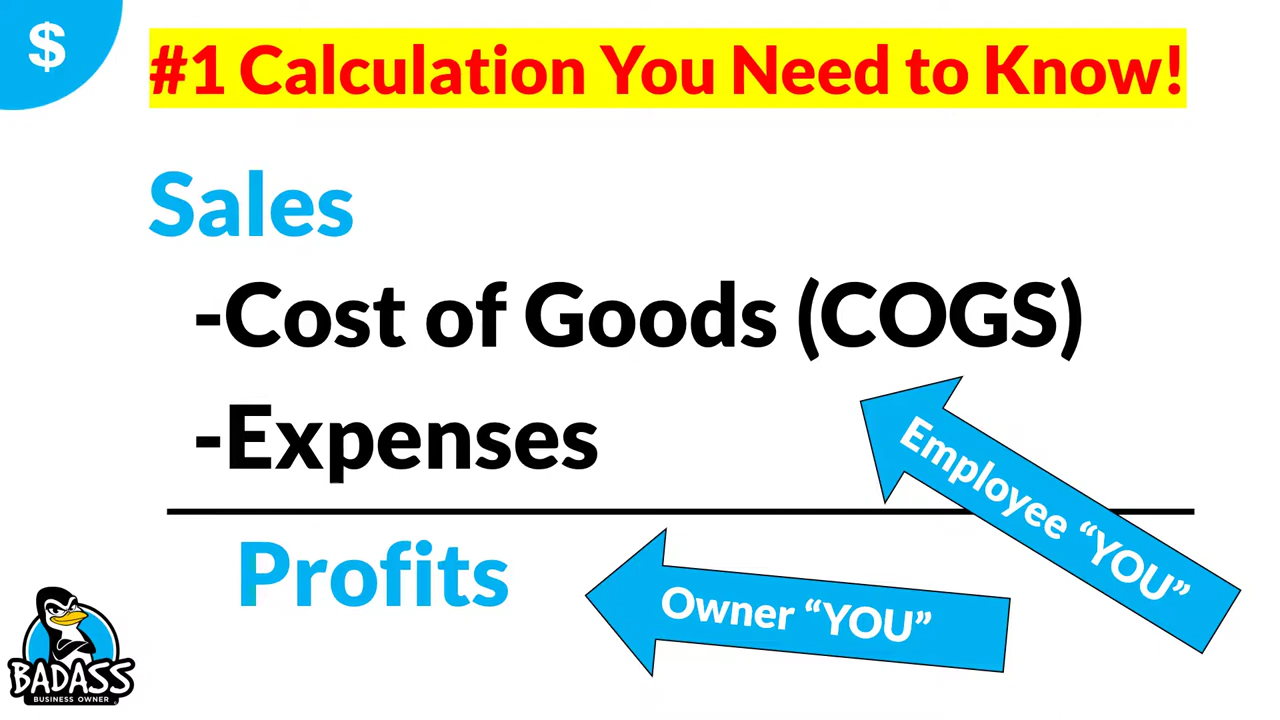 $
#1 Calculation You Need to Know!
Sales
-Cost of Goods (COGS)
-Expenses
Employee “YOU”
Profits
Owner “YOU”
BADASS
BUSINESS OWNER